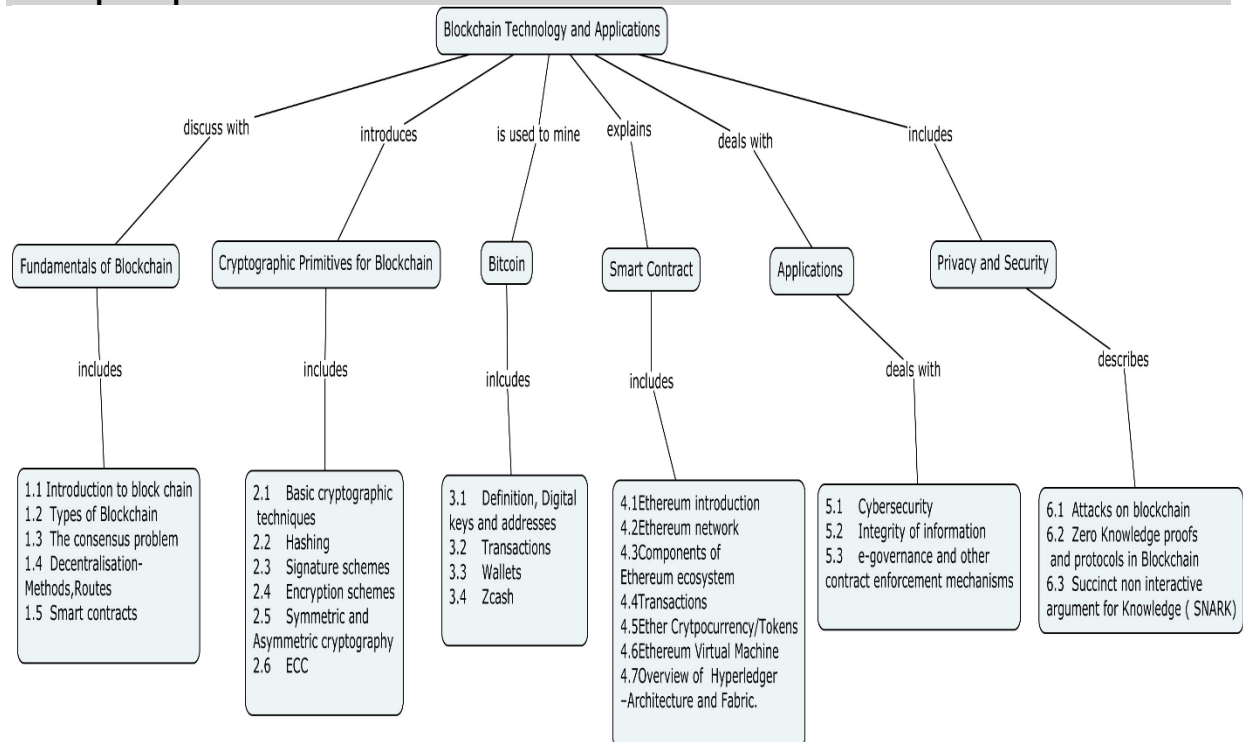 Blockchain Technology and Applications
discuss with
introduces
is used to mine
explains
deals with
includes
Fundamentals of Blockchain
Cryptographic Primitives for Blockchain
Bitcoin
Smart Contract
Applications
Privacy and Security
includes
includes
inlcudes
includes
deals with
describes
1.1 Introduction to block chain
1.2 Types of Blockchain
1.3 The consensus problem
1.4 Decentralisation-
Methods,Routes
1.5 Smart contracts
2.1 Basic cryptographic
techniques
2.2 Hashing
2.3 Signature schemes
2.4 Encryption schemes
2.5 Symmetric and
Asymmetric cryptography
2.6 ECC
3.1 Definition, Digital
keys and addresses
3.2 Transactions
3.3 Wallets
3.4 Zcash
4.1Ethereum introduction
4.2Ethereum network
4.3Components of
Ethereum ecosystem
4.4Transactions
4.5Ether Crytpocurrency/Tokens
4.6Ethereum Virtual Machine
4.7Overview of Hyperledger
–Architecture and Fabric.
5.1 Cybersecurity
5.2 Integrity of information
5.3 e-governance and other
contract enforcement mechanisms
6.1 Attacks on blockchain
6.2 Zero Knowledge proofs
and protocols in Blockchain
6.3 Succinct non interactive
argument for Knowledge ( SNARK)